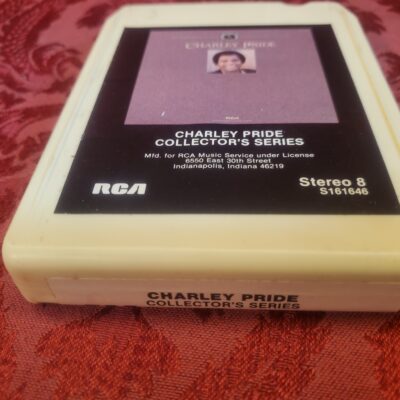 CHARLEY PRIDE
CHARLEY PRIDE
COLLECTOR'S SERIES
Mfd. for RCA Music Service under License
6550 East 30th Street
Indianapolis, Indiana 46219
RCA
Stereo 8
S161646
CHARLEY PRIDE
COLLECTOR'S SERIES